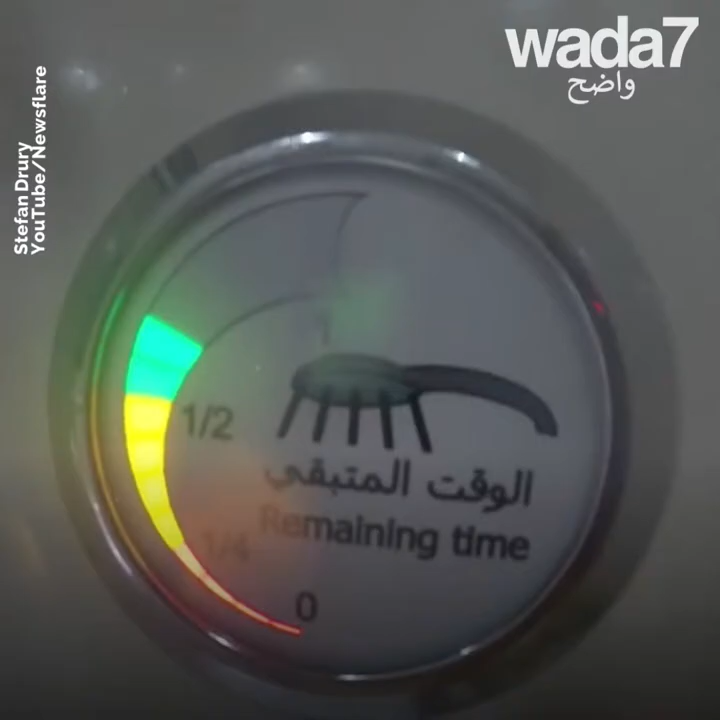 wada7
واضح
Stefan Drury
YouTube/Newsflare
1/2
الوقت المتبقي
Remaining time
1/4
0